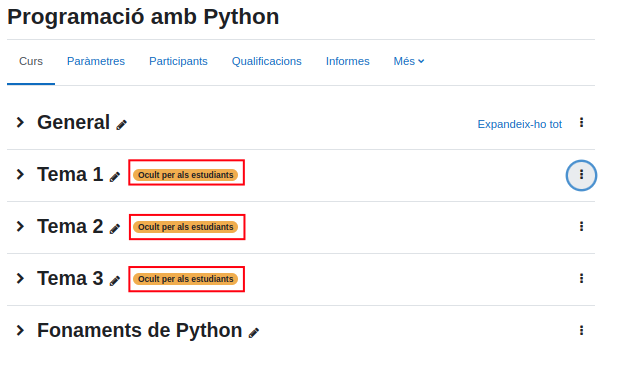 Programació amb Python
Curs Paràmetres Participants Qualificacions Informes Més
General Expandeix-ho tot
Tema 1 Ocult per als estudiants
Tema 2 Ocult per als estudiants
Tema 3 Ocult per als estudiants
Fonaments de Python